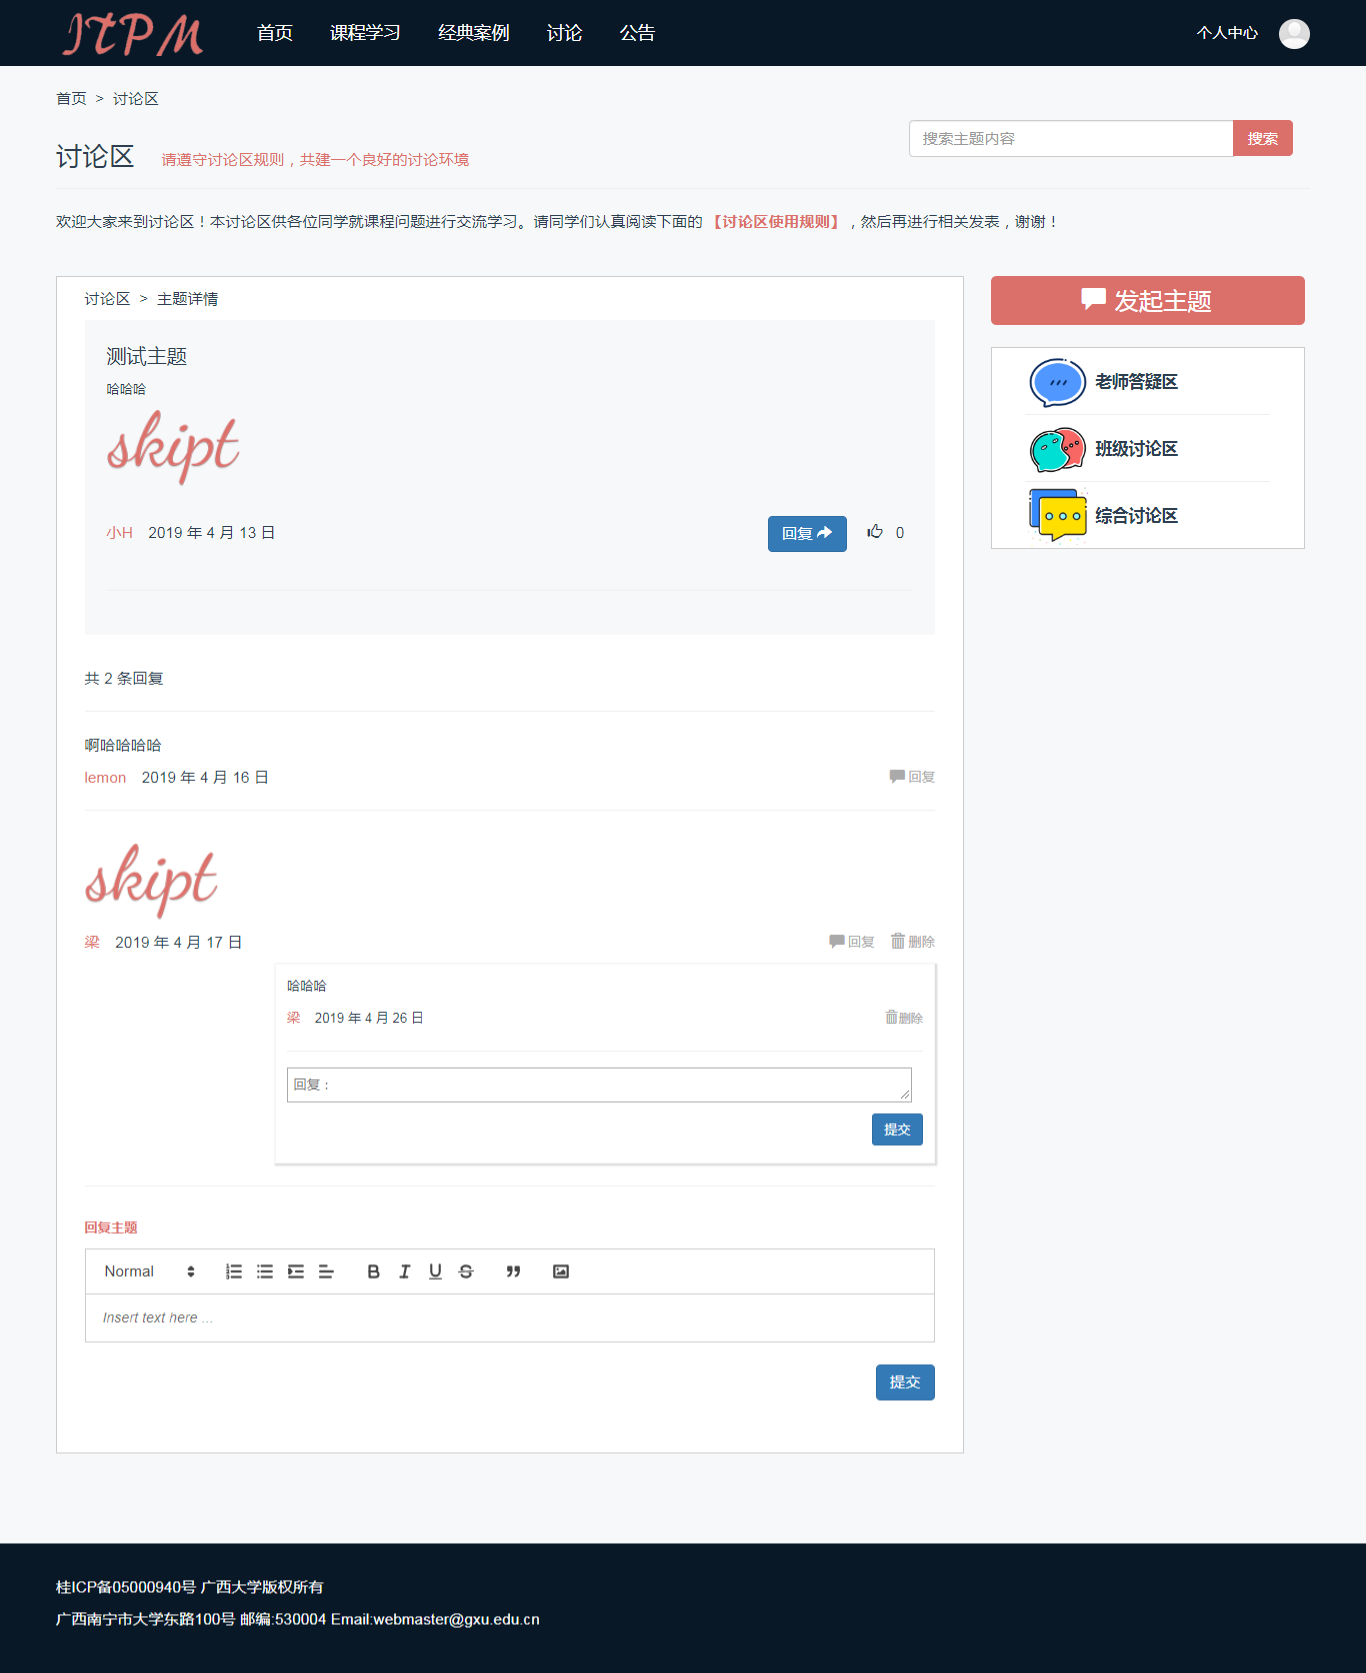 JTPM 首页 课程学习 经典案例 讨论 公告 个人中心
首页 > 讨论区
搜索主题内容 搜索
讨论区 请遵守讨论区规则，共建一个良好的讨论环境
欢迎大家来到讨论区！本讨论区供各位同学就课程问题进行交流学习。请同学们认真阅读下面的 【讨论区使用规则】 ，然后再进行相关发表，谢谢！
讨论区 > 主题详情
测试主题
哈哈哈
skipt
小H 2019 年 4 月 13 日 回复 0
共 2 条回复
啊哈哈哈哈
lemon 2019 年 4 月 16 日 回复
skipt
梁 2019 年 4 月 17 日 回复 删除
哈哈哈
梁 2019 年 4 月 26 日 删除
回复：
提交
回复主题
Normal
Insert text here ...
提交
发起主题
老师答疑区
班级讨论区
综合讨论区
桂ICP备05000940号 广西大学版权所有
广西南宁市大学东路100号 邮编:530004 Email:webmaster@gxu.edu.cn